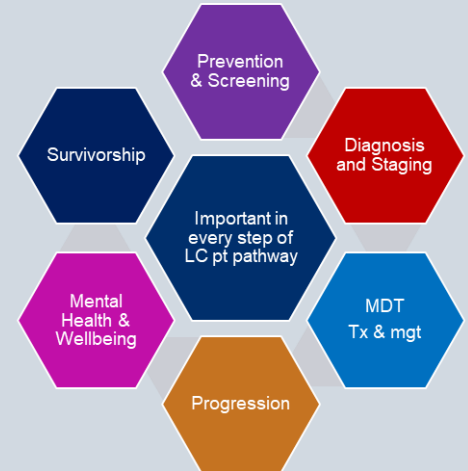 Prevention
& Screening
Survivorship
Diagnosis
and Staging
Important in
every step of
LC pt pathway
Mental
Health &
Wellbeing
MDT
Tx & mgt
Progression